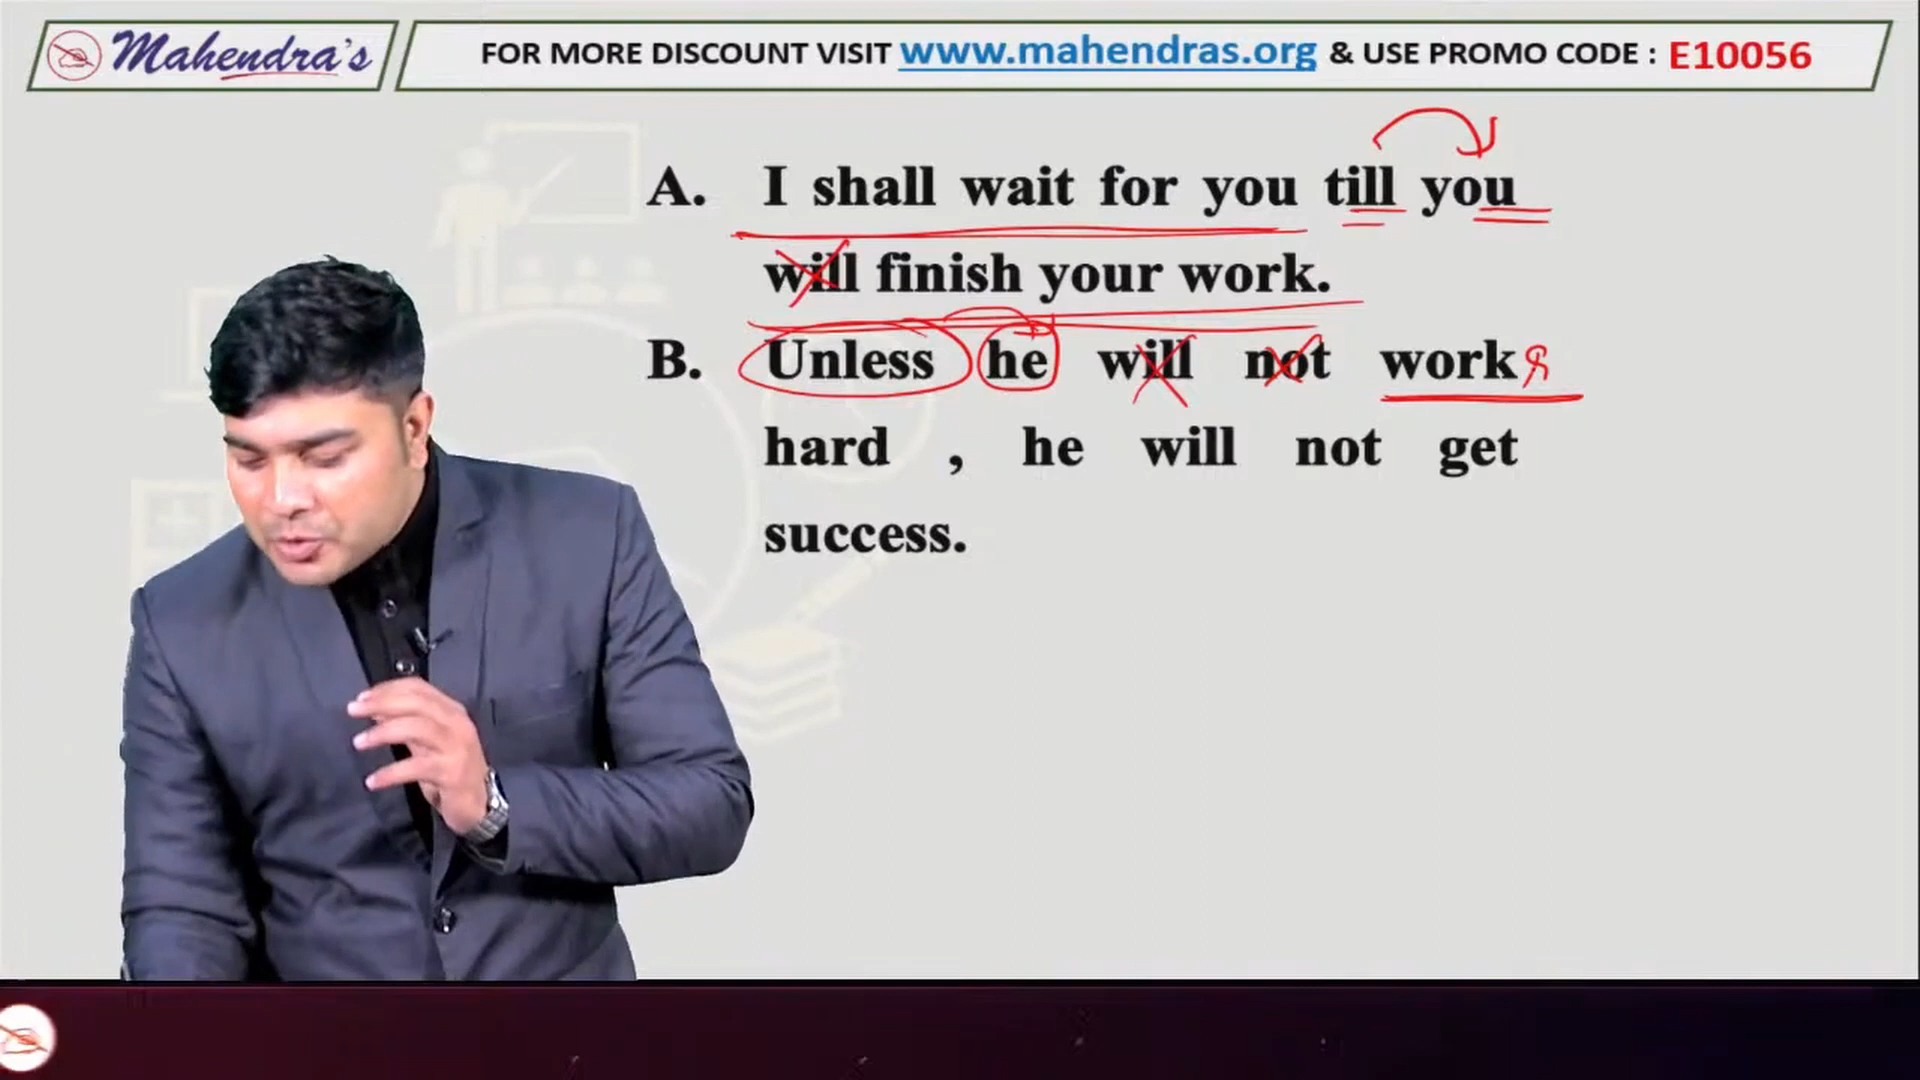 Mahendra's
FOR MORE DISCOUNT VISIT www.mahendras.org & USE PROMO CODE : E10056
A. I shall wait for you till you
will finish your work.
B. Unless he will not works
hard , he will not get
success.